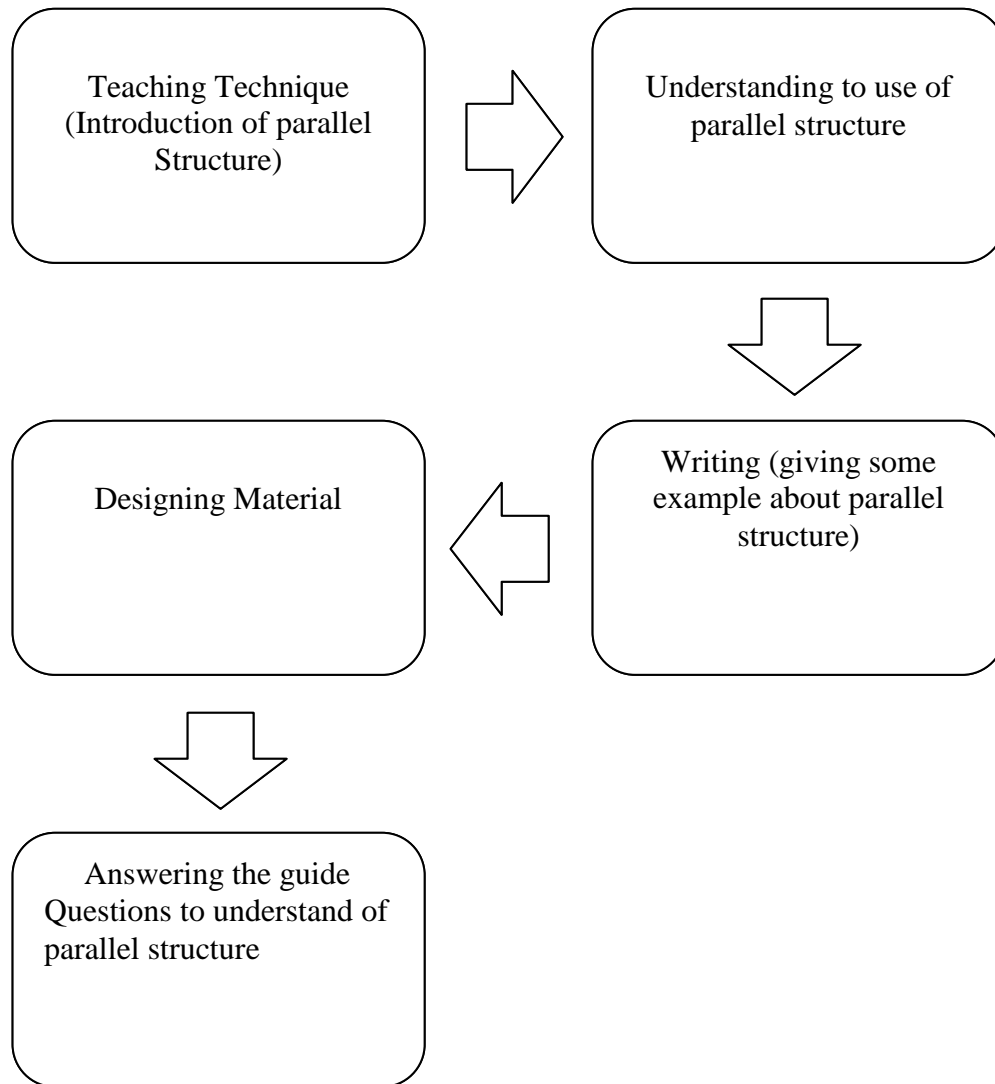 Teaching Technique
(Introduction of parallel
Structure)
Understanding to use of
parallel structure
Writing (giving some
example about parallel
structure)
Designing Material
Answering the guide
Questions to understand of
parallel structure